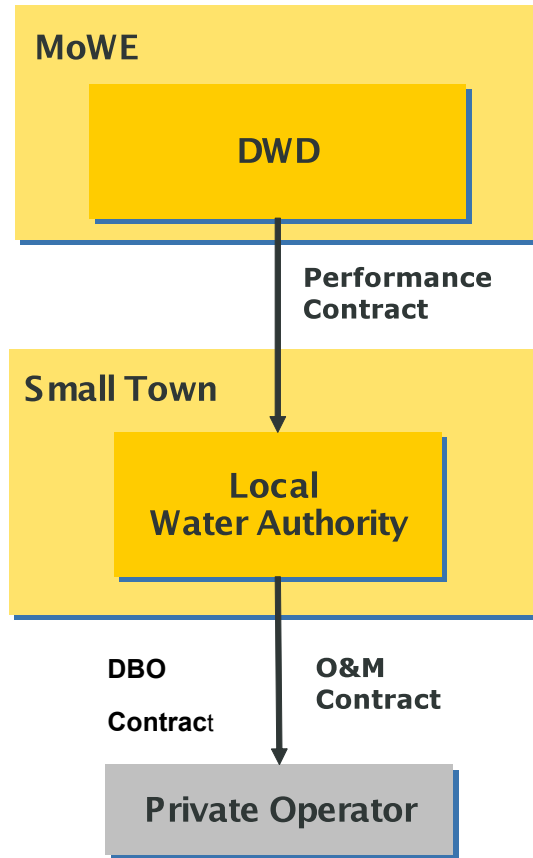 MoWE
DWD
Performance
Contract
Small Town
Local
Water Authority
DBO
Contract
O&M
Contract
Private Operator